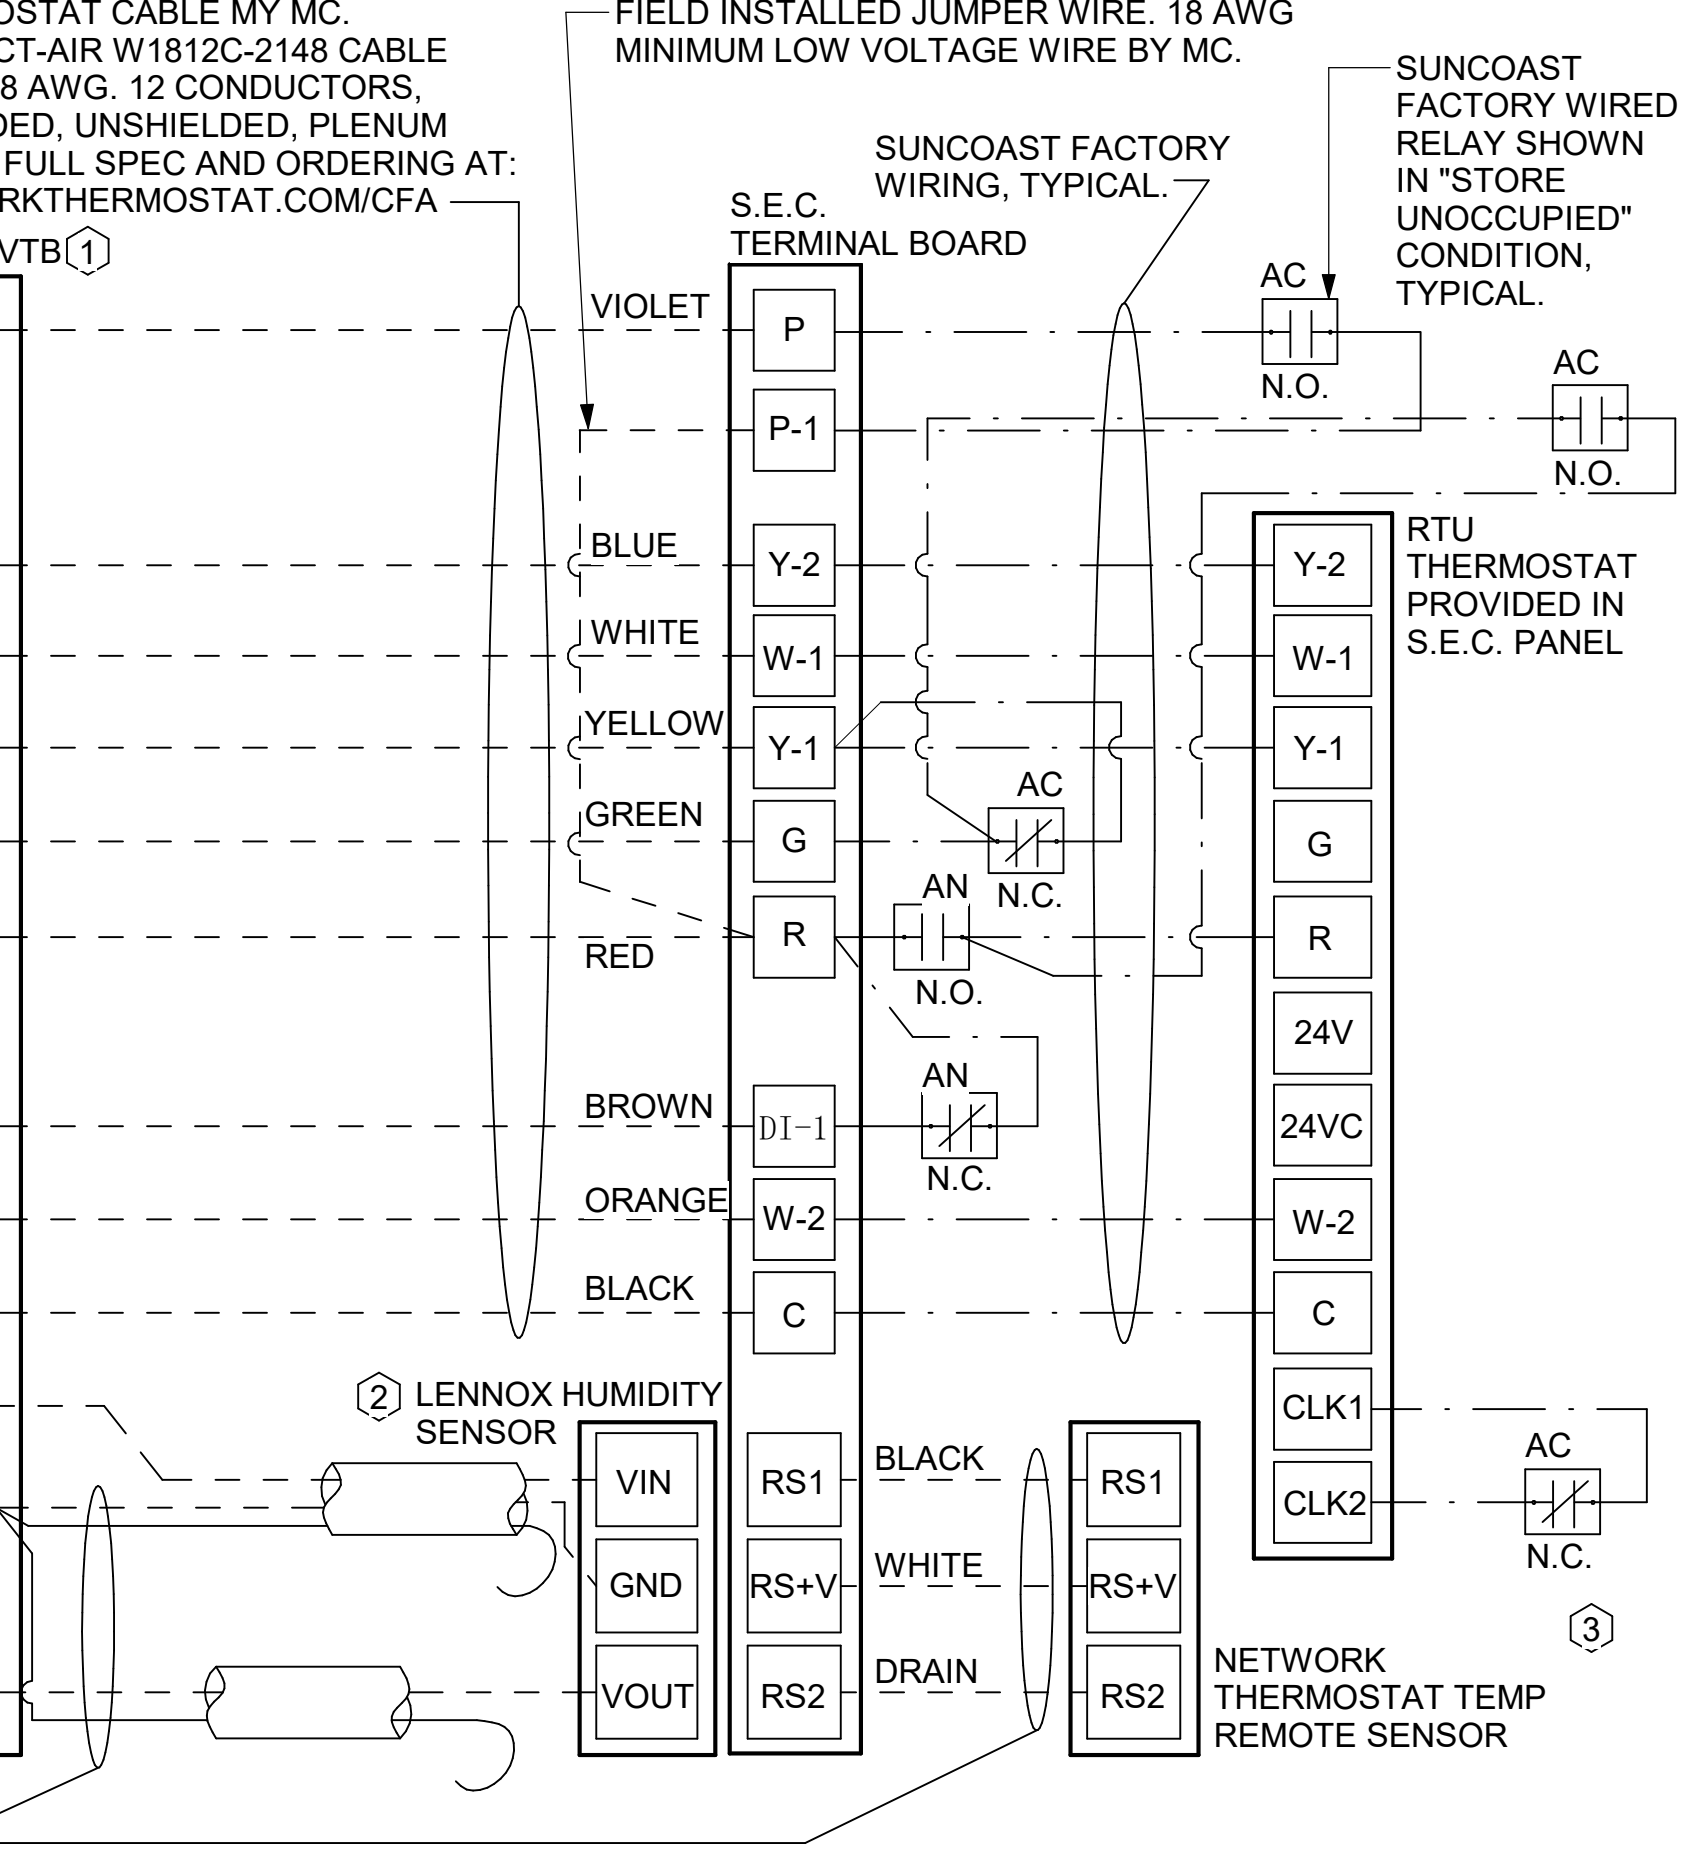 OSTAT CABLE MY MC.
CT-AIR W1812C-2148 CABLE
8 AWG. 12 CONDUCTORS,
DED, UNSHIELDED, PLENUM
FULL SPEC AND ORDERING AT:
RKTHERMOSTAT.COM/CFA
VTB 1
FIELD INSTALLED JUMPER WIRE. 18 AWG
MINIMUM LOW VOLTAGE WIRE BY MC.
SUNCOAST FACTORY
WIRING, TYPICAL.
SUNCOAST
FACTORY WIRED
RELAY SHOWN
IN "STORE
UNOCCUPIED"
CONDITION,
TYPICAL.
S.E.C.
TERMINAL BOARD
VIOLET
P
AC
N.O.
P-1
AC
N.O.
RTU
THERMOSTAT
PROVIDED IN
S.E.C. PANEL
BLUE
Y-2
Y-2
WHITE
W-1
W-1
YELLOW
Y-1
Y-1
GREEN
G
AC
N.C.
G
RED
R
AN
N.O.
R
24V
BROWN
DI-1
AN
N.C.
24VC
ORANGE
W-2
W-2
BLACK
C
C
CLK1
CLK2
AC
N.C.
3
2 LENNOX HUMIDITY
SENSOR
VIN
GND
VOUT
RS1
BLACK
RS1
RS+V
WHITE
RS+V
RS2
DRAIN
RS2
NETWORK
THERMOSTAT TEMP
REMOTE SENSOR